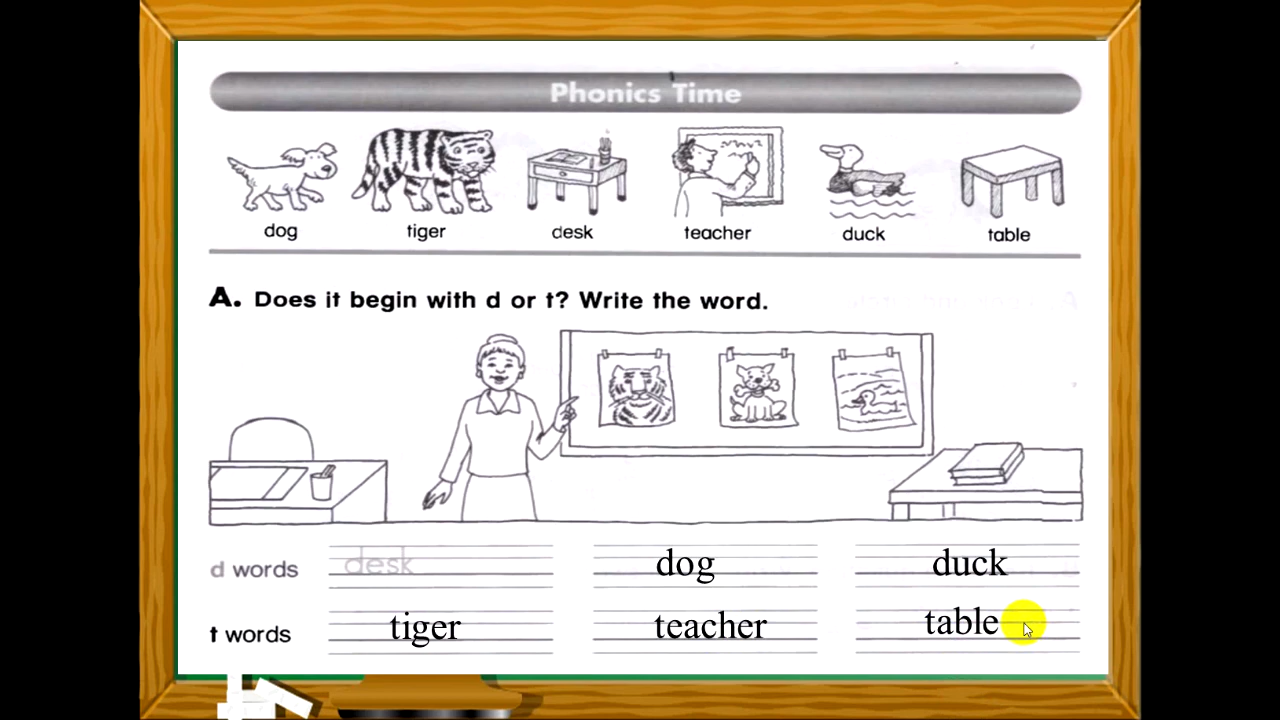 Phonics Time
dog tiger desk teacher duck table
A. Does it begin with d or t? Write the word.
d words desk dog duck
t words tiger teacher table